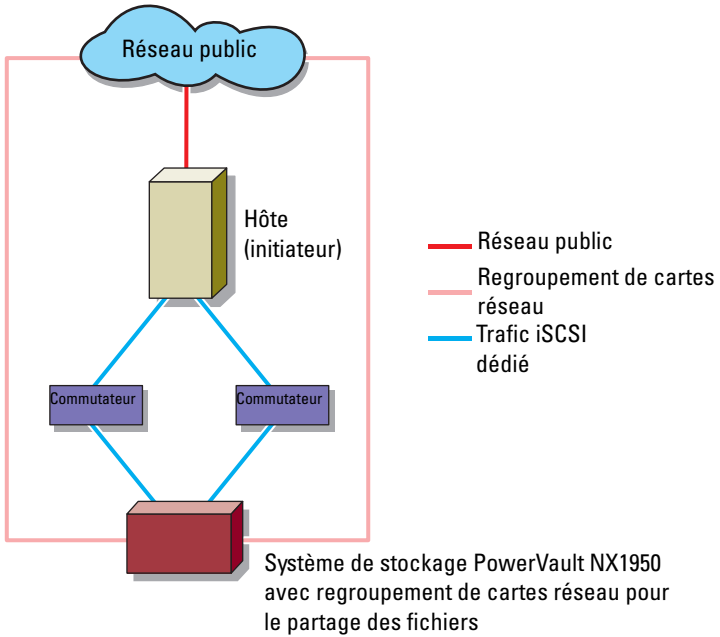 Réseau public
Hôte
(initiateur)
Réseau public
Regroupement de cartes
réseau
Trafic iSCSI
dédié
Commutateur
Commutateur
Système de stockage PowerVault NX1950
avec regroupement de cartes réseau pour
le partage des fichiers